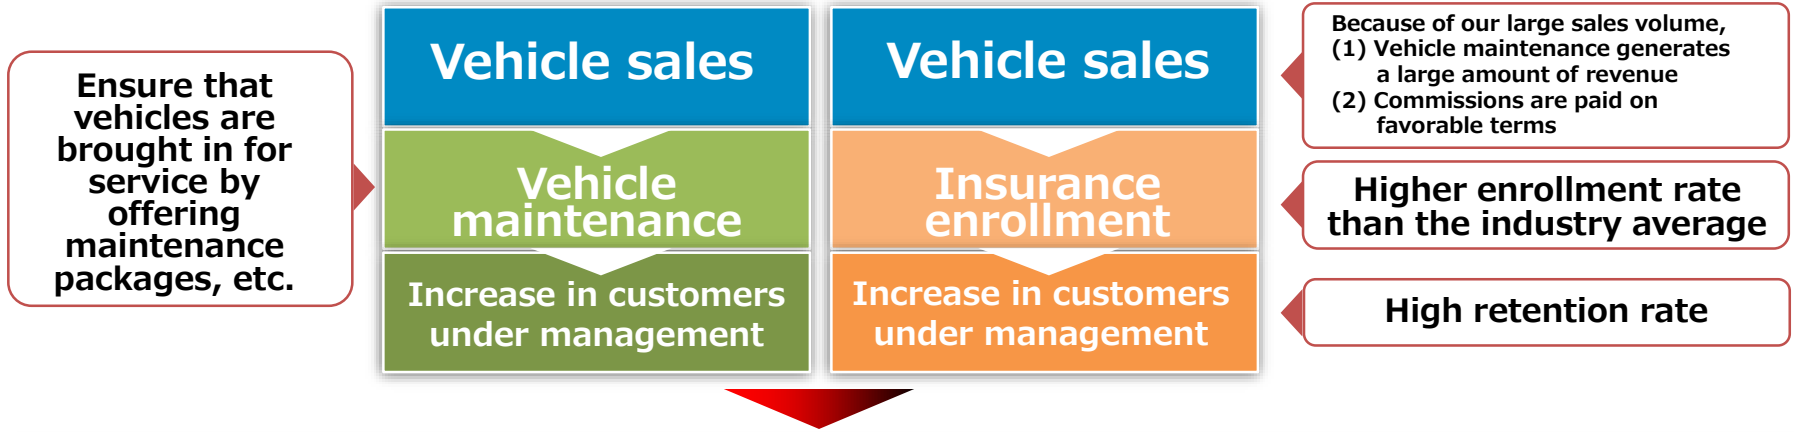 Ensure that
vehicles are
brought in for
service by
offering
maintenance
packages, etc.
Vehicle sales
Vehicle
maintenance
Increase in customers
under management
Vehicle sales
Insurance
enrollment
Increase in customers
under management
Because of our large sales volume,
(1) Vehicle maintenance generates
a large amount of revenue
(2) Commissions are paid on
favorable terms
Higher enrollment rate
than the industry average
High retention rate